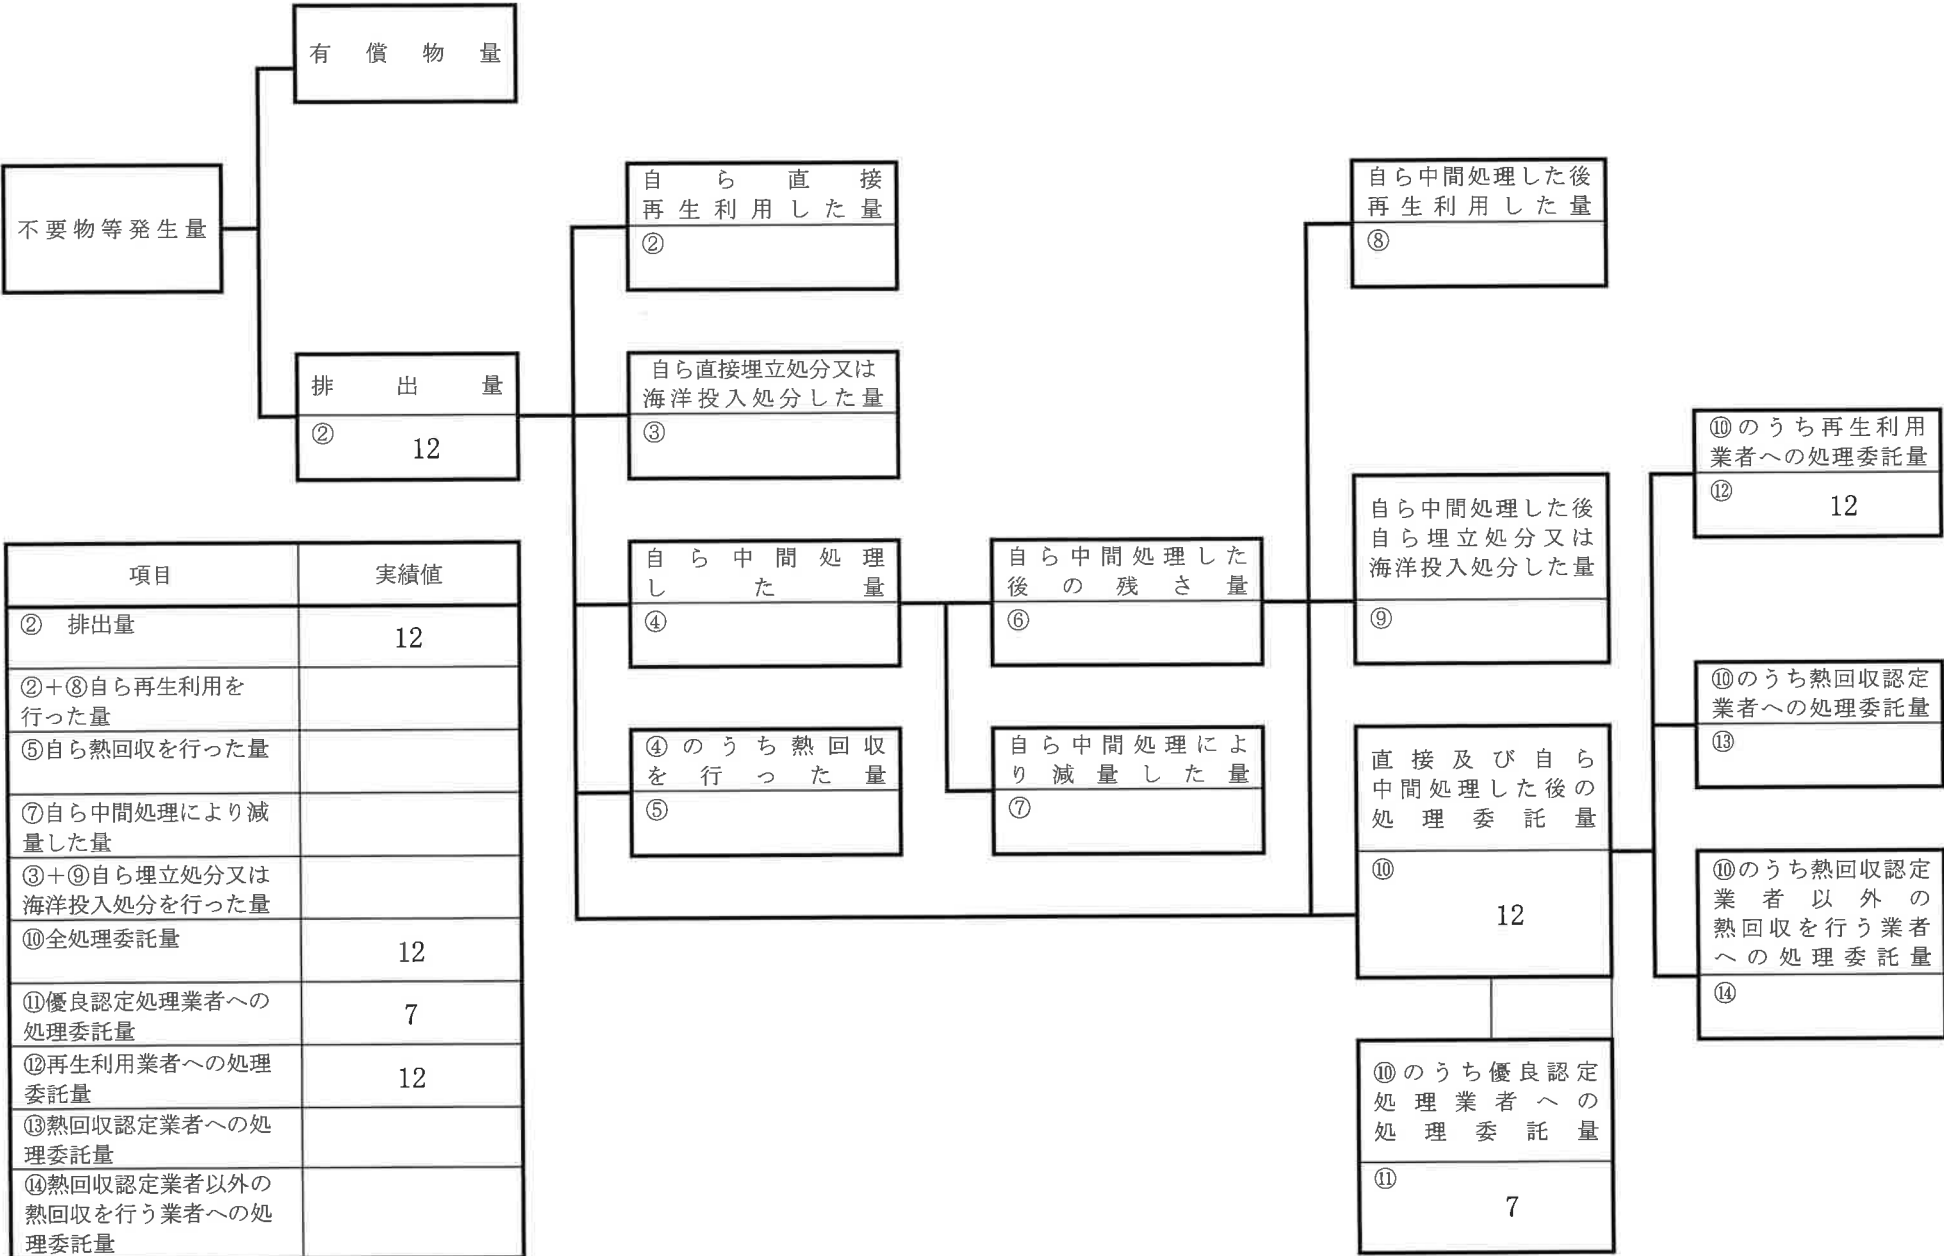 有償物量
不要物等発生量
排出量
② 12
自ら直接
再生利用した量
②
自ら直接埋立処分又は
海洋投入処分した量
③
自ら中間処理
した量
④
④のうち熱回収
を行った量
⑤
自ら中間処理した
後の残さ量
⑥
自ら中間処理によ
り減量した量
⑦
自ら中間処理した後
再生利用した量
⑧
自ら中間処理した後
自ら埋立処分又は
海洋投入処分した量
⑨
直接及び自ら
中間処理した後の
処理委託量
⑩
12
⑩のうち優良認定
処理業者への
処理委託量
⑪
7
⑩のうち再生利用
業者への処理委託量
⑫ 12
⑩のうち熱回収認定
業者への処理委託量
⑬
⑩のうち熱回収認定
業者以外の
熱回収を行う業者
への処理委託量
⑭
項目 実績値
② 排出量 12
②+⑧自ら再生利用を
行った量
⑤自ら熱回収を行った量
⑦自ら中間処理により減
量した量
③+⑨自ら埋立処分又は
海洋投入処分を行った量
⑩全処理委託量 12
⑪優良認定処理業者への
処理委託量 7
⑫再生利用業者への処理
委託量 12
⑬熱回収認定業者への処
理委託量
⑭熱回収認定業者以外の
熱回収を行う業者への処
理委託量